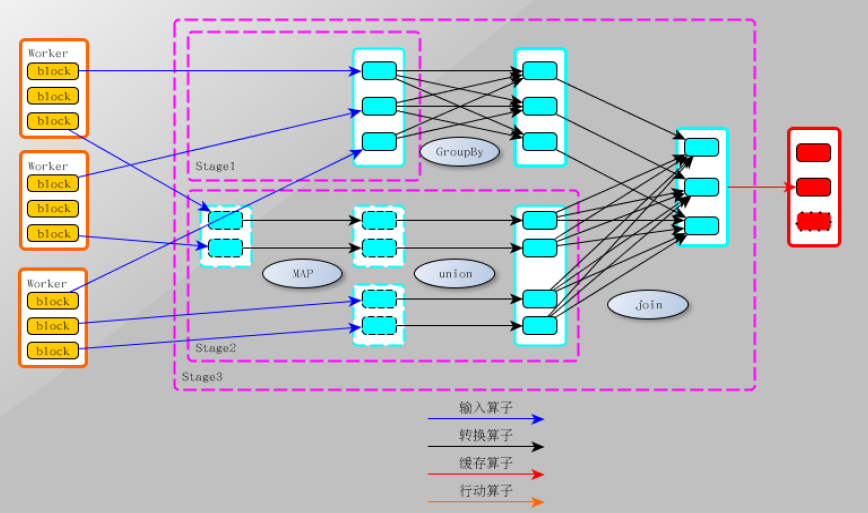 Worker
block
block
block
Worker
block
block
block
Worker
block
block
block
Stage1
GroupBy
MAP
union
join
Stage2
Stage3
输入算子
转换算子
缓存算子
行动算子